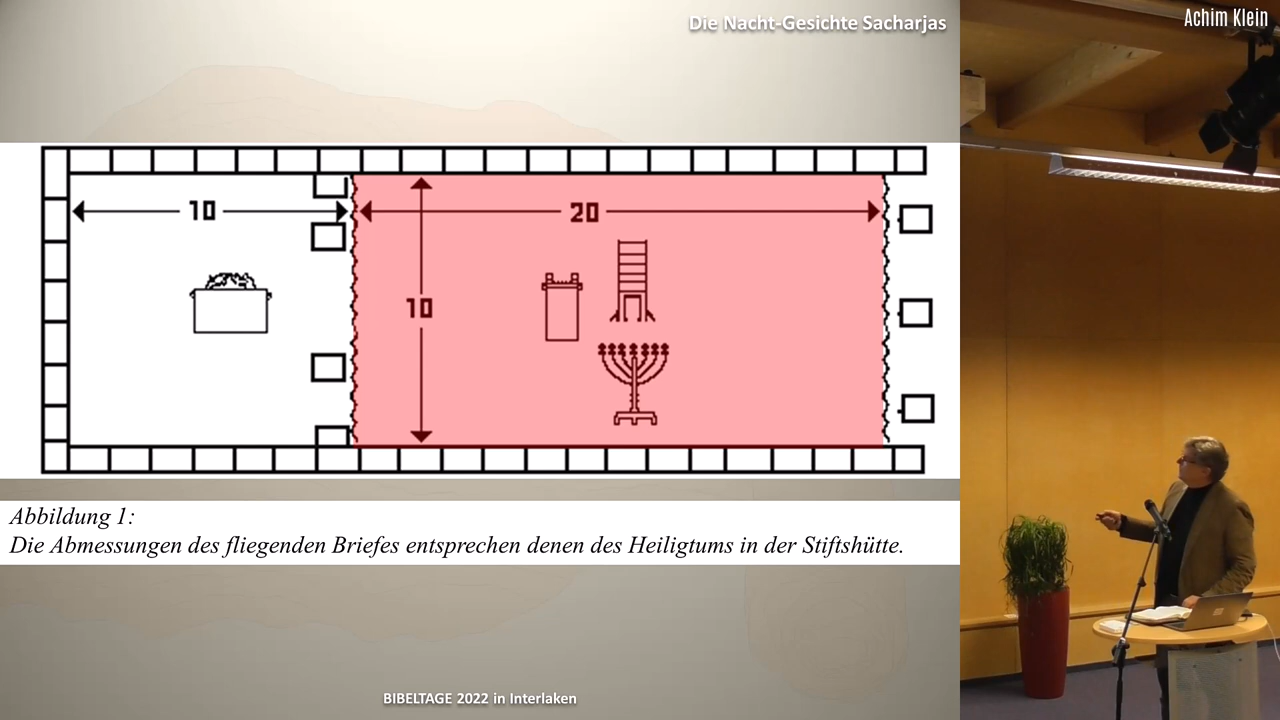 Die Nacht-Gesichte Sacharjas
Achim Klein
10
20
10
Abbildung 1:
Die Abmessungen des fliegenden Briefes entsprechen denen des Heiligtums in der Stiftshütte.
BIBELTAGE 2022 in Interlaken